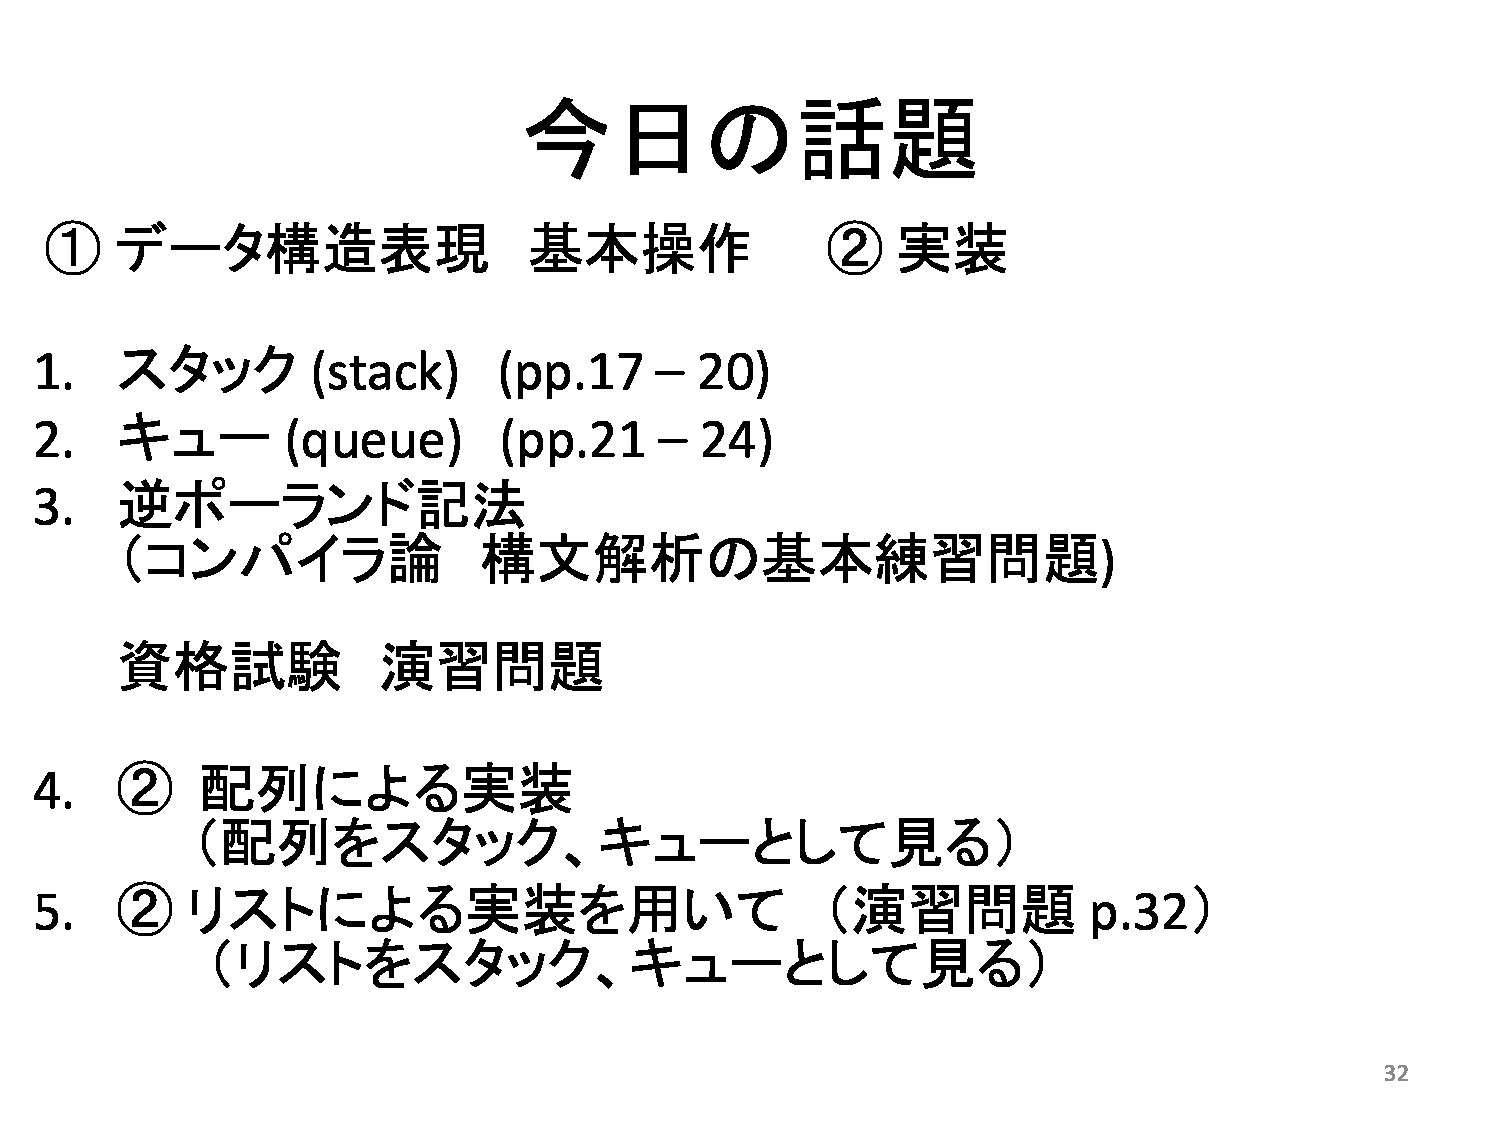 今日の話題
① データ構造表現　基本操作　② 実装
1. スタック (stack) (pp.17 – 20)
2. キュー (queue) (pp.21 – 24)
3. 逆ポーランド記法
（コンパイラ論　構文解析の基本練習問題)
資格試験　演習問題
4. ② 配列による実装
（配列をスタック、キューとして見る）
5. ② リストによる実装を用いて　（演習問題 p.32）
（リストをスタック、キューとして見る）
32